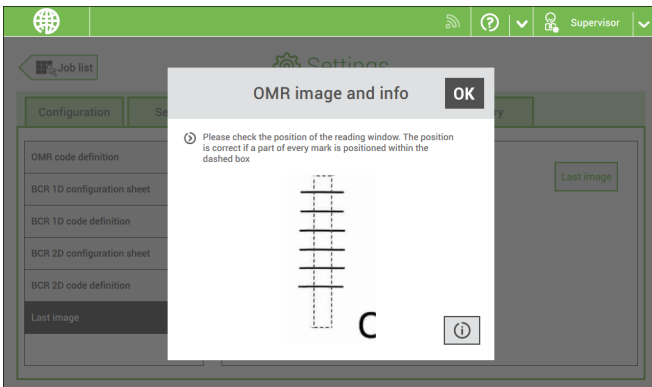 Supervisor
Job list
Settings
OMR image and info
OK
Configuration
Se
ry
Please check the position of the reading window. The position
is correct if a part of every mark is positioned within the
dashed box
OMR code definition
BCR 1D configuration sheet
BCR 1D code definition
BCR 2D configuration sheet
BCR 2D code definition
Last image
Last image
C